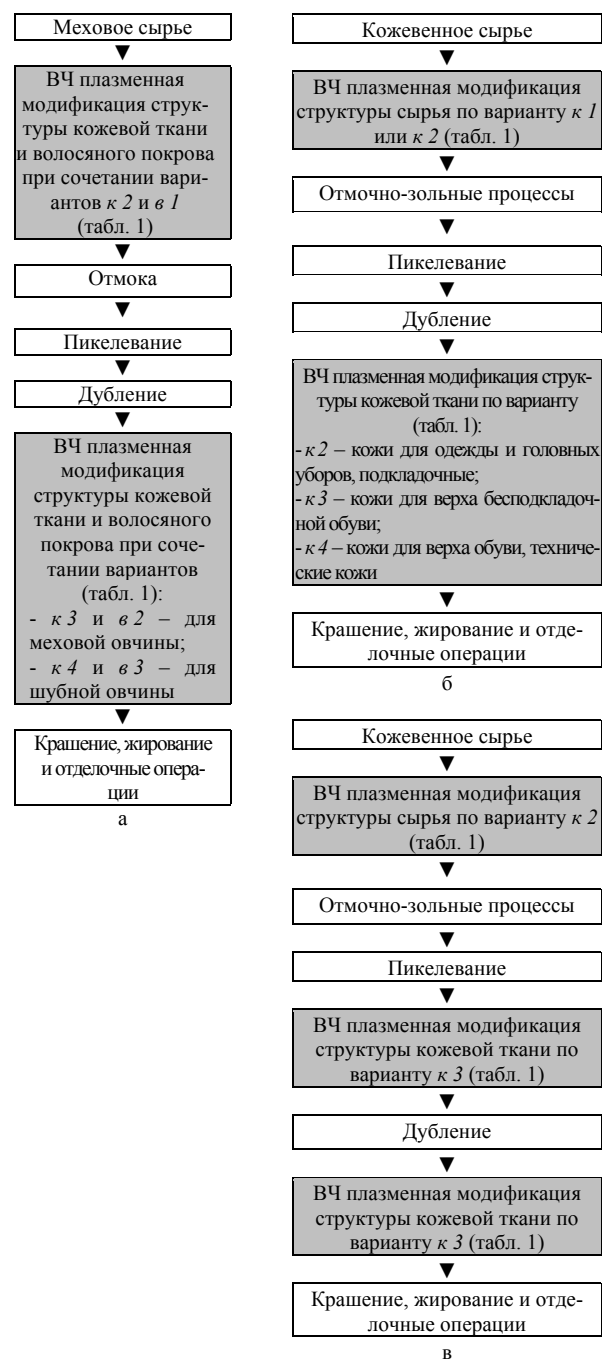 Меховое сырье
ВЧ плазменная
модификация струк-
туры кожевой ткани
и волосяного покрова
при сочетании вари-
антов к 2 и в 1
(табл. 1)
Отмока
Пикелевание
Дубление
ВЧ плазменная
модификация
структуры кожевой
ткани и волосяного
покрова при соче-
тании вариантов
(табл. 1):
- к 3 и в 2 – для
меховой овчины;
- к 4 и в 3 – для
шубной овчины
Крашение, жирование
и отделочные опера-
ции
а
Кожевенное сырье
ВЧ плазменная модификация
структуры сырья по варианту к 1
или к 2 (табл. 1)
Отмочно-зольные процессы
Пикелевание
Дубление
ВЧ плазменная модификация струк-
туры кожевой ткани по варианту
(табл. 1):
- к 2 – кожи для одежды и головных
уборов, подкладочные;
- к 3 – кожи для верха бесподкладоч-
ной обуви;
- к 4 – кожи для верха обуви, техниче-
ские кожи
Крашение, жирование и отде-
лочные операции
б
Кожевенное сырье
ВЧ плазменная модификация
структуры сырья по варианту к 2
(табл. 1)
Отмочно-зольные процессы
Пикелевание
ВЧ плазменная модификация
структуры кожевой ткани по
варианту к 3 (табл. 1)
Дубление
ВЧ плазменная модификация
структуры кожевой ткани по
варианту к 3 (табл. 1)
Крашение, жирование и отде-
лочные операции
в